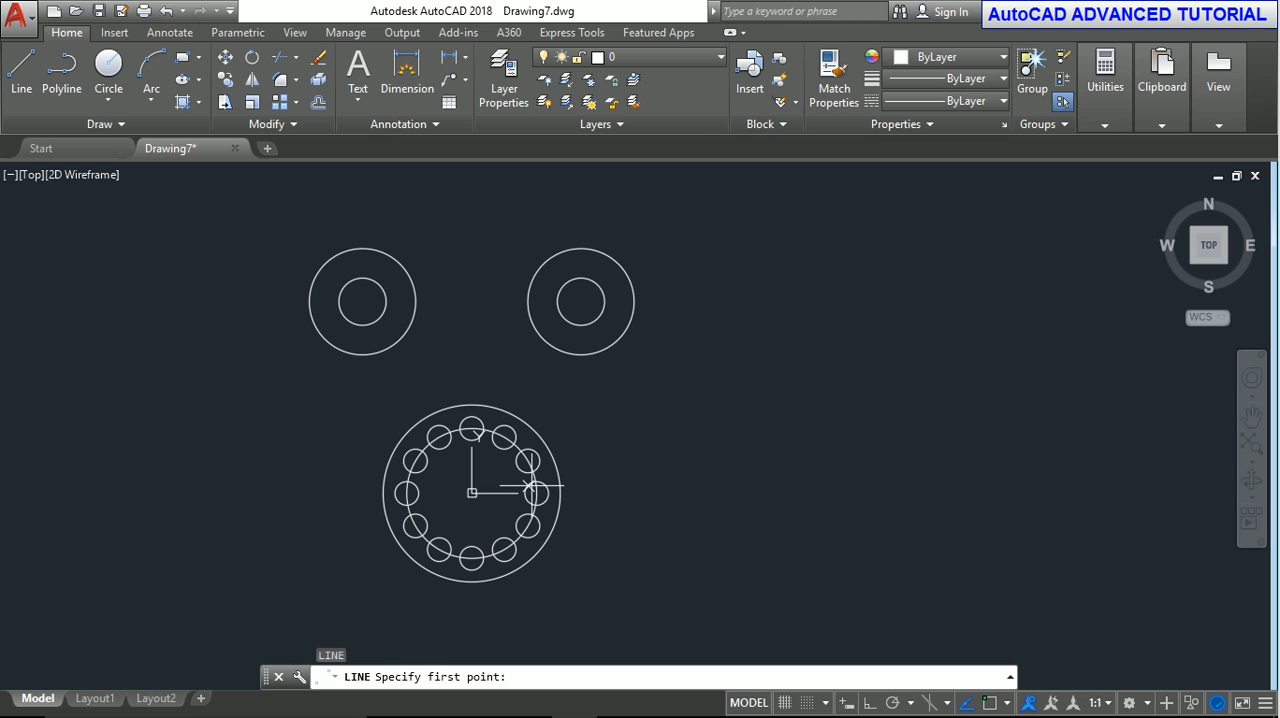 Autodesk AutoCAD 2018 Drawing7.dwg
Type a keyword or phrase
Sign In
AutoCAD ADVANCED TUTORIAL
Home Insert Annotate Parametric View Manage Output Add-ins A360 Express Tools Featured Apps
Line Polyline Circle Arc
Text Dimension
Layer
Properties
0
Insert
Match
Properties
ByLayer
ByLayer
ByLayer
Group
Utilities Clipboard View
Draw Modify Annotation Layers Block Properties Groups
Start Drawing7*
[−][Top][2D Wireframe]
N
W TOP E
S
WCS
Y
X
LINE
LINE Specify first point:
Model Layout1 Layout2
MODEL 1:1